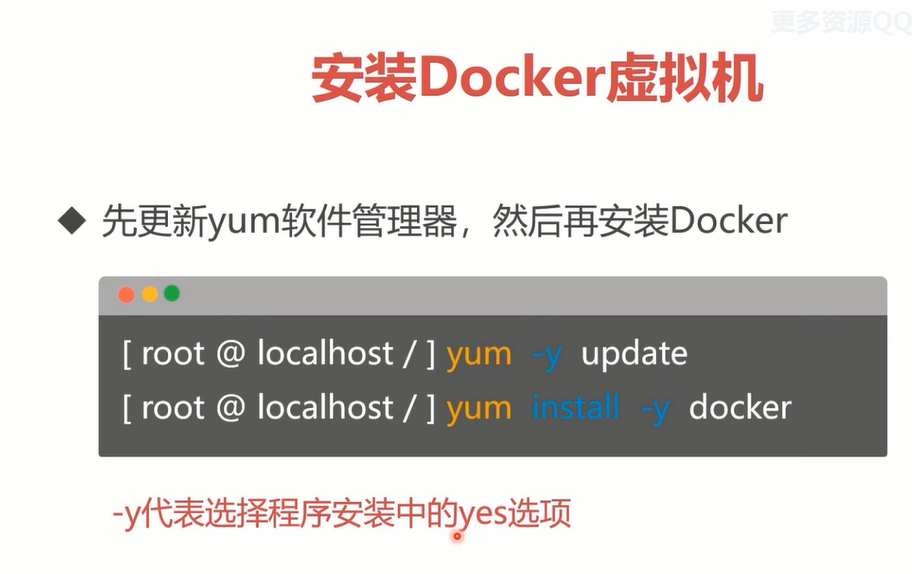 更多资源QQ
安装Docker虚拟机
◆ 先更新yum软件管理器，然后再安装Docker
[ root @ localhost / ] yum -y update
[ root @ localhost / ] yum install -y docker
-y代表选择程序安装中的yes选项